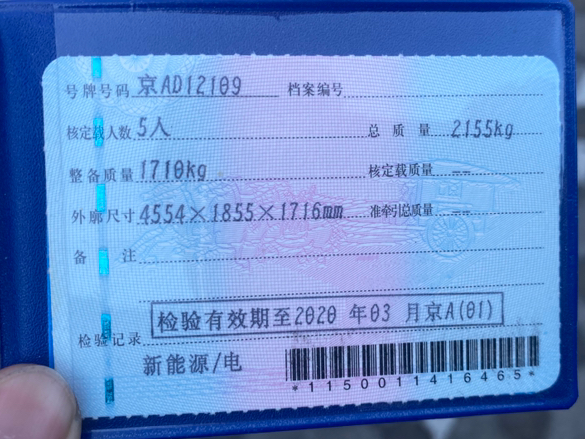 号牌号码 京AD12109 档案编号
核定载人数 5人 总质量 2155kg
整备质量 1710kg 核定载质量 --
外廓尺寸 4554×1855×1716mm 准牵引总质量 --
备注
检验记录 检验有效期至2020 年03 月京A(01)
新能源/电
*1150011416465*